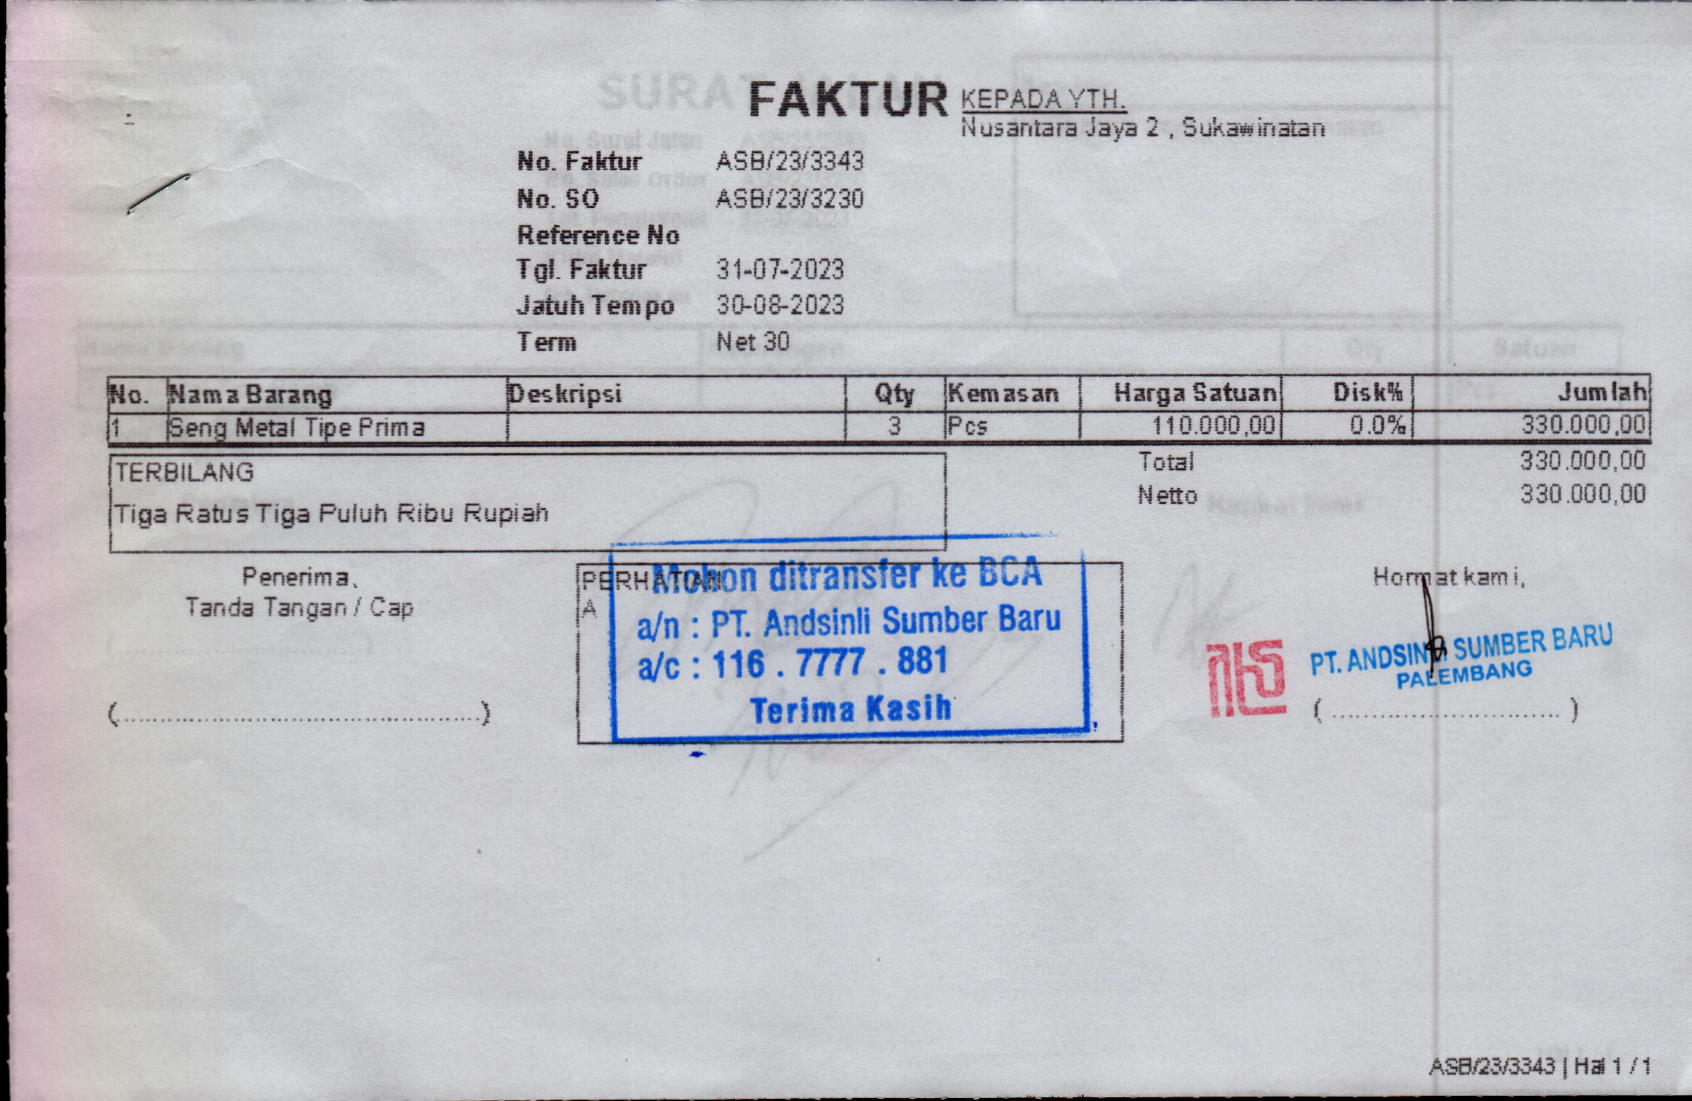 FAKTUR
KEPADA YTH.
Nusantara Jaya 2 , Sukawinatan
No. Faktur ASB/23/3343
No. SO ASB/23/3230
Reference No
Tgl. Faktur 31-07-2023
Jatuh Tempo 30-08-2023
Term Net 30
No. Nama Barang Deskripsi Qty Kemasan Harga Satuan Disk% Jumlah
1 Seng Metal Tipe Prima 3 Pcs 110.000,00 0.0% 330.000,00
TERBILANG
Tiga Ratus Tiga Puluh Ribu Rupiah
Total 330.000,00
Netto 330.000,00
Penerima,
Tanda Tangan / Cap
(............................................)
PERHATIAN
A
Mohon ditransfer ke BCA
a/n : PT. Andsinli Sumber Baru
a/c : 116 . 7777 . 881
Terima Kasih
Hormat kami,
PT. ANDSINLI SUMBER BARU
PALEMBANG
( ............................ )
ASB/23/3343 | Hal 1 / 1